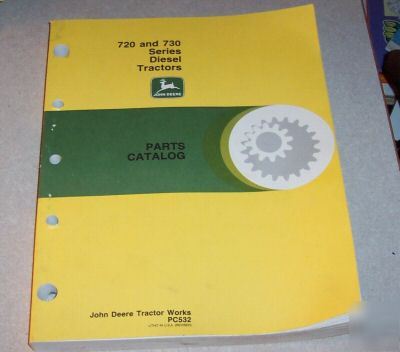 720 and 730
Series
Diesel
Tractors
JOHN DEERE
PARTS
CATALOG
John Deere Tractor Works
PC532